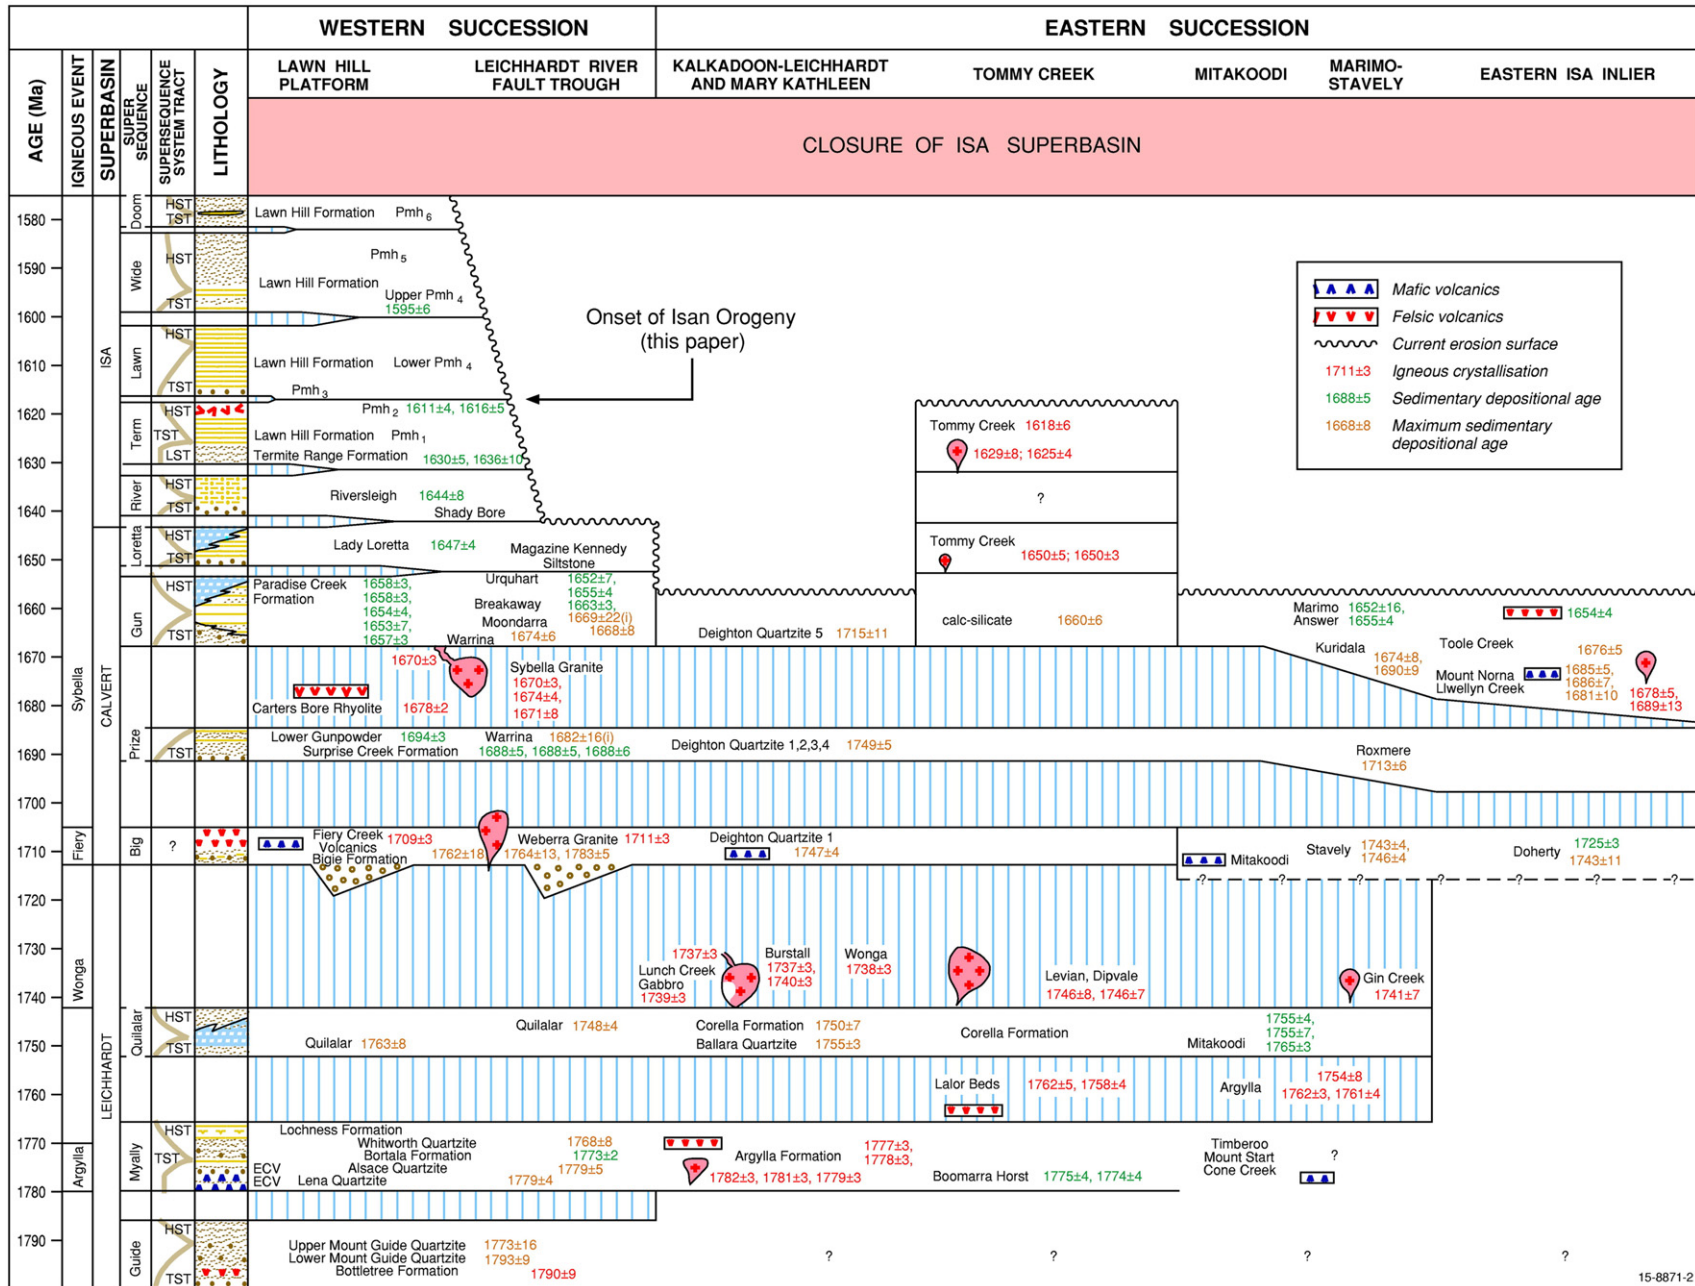 WESTERN SUCCESSION
EASTERN SUCCESSION
AGE (Ma)
IGNEOUS EVENT
SUPERBASIN
SUPER
SEQUENCE
SUPERSEQUENCE
SYSTEM TRACT
LITHOLOGY
LAWN HILL
PLATFORM
LEICHHARDT RIVER
FAULT TROUGH
KALKADOON-LEICHHARDT
AND MARY KATHLEEN
TOMMY CREEK
MITAKOODI
MARIMO-
STAVELY
EASTERN ISA INLIER
CLOSURE OF ISA SUPERBASIN
1580
1590
1600
1610
1620
1630
1640
1650
1660
1670
1680
1690
1700
1710
1720
1730
1740
1750
1760
1770
1780
1790
Sybella
Fiery
Wonga
Argylla
ISA
CALVERT
LEICHHARDT
Doom
Wide
Lawn
Term
River
Loretta
Gun
Prize
Big
Quilalar
Myally
Guide
HST
TST
HST
TST
HST
TST
HST
TST
LST
HST
TST
HST
TST
HST
TST
TST
?
HST
TST
HST
TST
HST
TST
Lawn Hill Formation Pmh 6
Pmh 5
Lawn Hill Formation
Upper Pmh 4
1595±6
Lawn Hill Formation Lower Pmh 4
Pmh 3
Pmh 2 1611±4, 1616±5
Lawn Hill Formation Pmh 1
Termite Range Formation 1630±5, 1636±10
Riversleigh 1644±8
Shady Bore
Lady Loretta 1647±4
Magazine Kennedy
Siltstone
Paradise Creek
Formation
1658±3,
1658±3,
1654±4,
1653±7,
1657±3
Urquhart 1652±7,
1655±4
Breakaway 1663±3,
1669±22(i)
Moondarra 1668±8
Warrina 1674±6
Onset of Isan Orogeny
(this paper)
Mafic volcanics
Felsic volcanics
Current erosion surface
1711±3 Igneous crystallisation
1688±5 Sedimentary depositional age
1668±8 Maximum sedimentary
depositional age
Tommy Creek 1618±6
1629±8; 1625±4
?
Tommy Creek 1650±5; 1650±3
calc-silicate 1660±6
Deighton Quartzite 5 1715±11
Marimo 1652±16,
Answer 1655±4
1654±4
Kuridala 1674±8,
1690±9
Toole Creek 1676±5
Mount Norna 1685±5,
Llwellyn Creek 1686±7,
1681±10
1678±5,
1689±13
1670±3
Sybella Granite
1670±3,
1674±4,
1671±8
Carters Bore Rhyolite 1678±2
Lower Gunpowder 1694±3
Surprise Creek Formation
Warrina 1682±16(i)
1688±5, 1688±5, 1688±6
Deighton Quartzite 1,2,3,4 1749±5
Roxmere
1713±6
Fiery Creek
Volcanics
1709±3
Bigie Formation 1762±18
Weberra Granite 1711±3
1764±13, 1783±5
Deighton Quartzite 1
1747±4
Mitakoodi
Stavely 1743±4,
1746±4
Doherty 1725±3
1743±11
? ? ? ? ? ? ?
1737±3
Lunch Creek
Gabbro
1739±3
Burstall
1737±3,
1740±3
Wonga
1738±3
Levian, Dipvale
1746±8, 1746±7
Gin Creek
1741±7
Quilalar 1763±8
Quilalar 1748±4
Corella Formation 1750±7
Ballara Quartzite 1755±3
Corella Formation
Mitakoodi
1755±4,
1755±7,
1765±3
Lalor Beds 1762±5, 1758±4
Argylla 1754±8
1762±3, 1761±4
Lochness Formation
Whitworth Quartzite 1768±8
Bortala Formation 1773±2
ECV Alsace Quartzite 1779±5
ECV Lena Quartzite 1779±4
Argylla Formation 1777±3,
1778±3,
1782±3, 1781±3, 1779±3
Boomarra Horst 1775±4, 1774±4
Timberoo
Mount Start
Cone Creek
?
Upper Mount Guide Quartzite 1773±16
Lower Mount Guide Quartzite 1793±9
Bottletree Formation 1790±9
? ? ? ?
15-8871-2